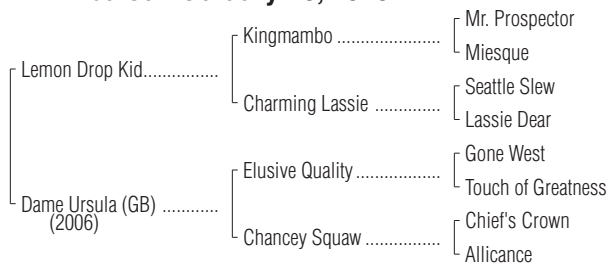 Mr. Prospector
Kingmambo ..................
Miesque
Lemon Drop Kid...............
Seattle Slew
Charming Lassie ...............
Lassie Dear
Gone West
Elusive Quality ..................
Touch of Greatness
Dame Ursula (GB) ............
(2006)
Chief's Crown
Chancey Squaw .................
Allicance